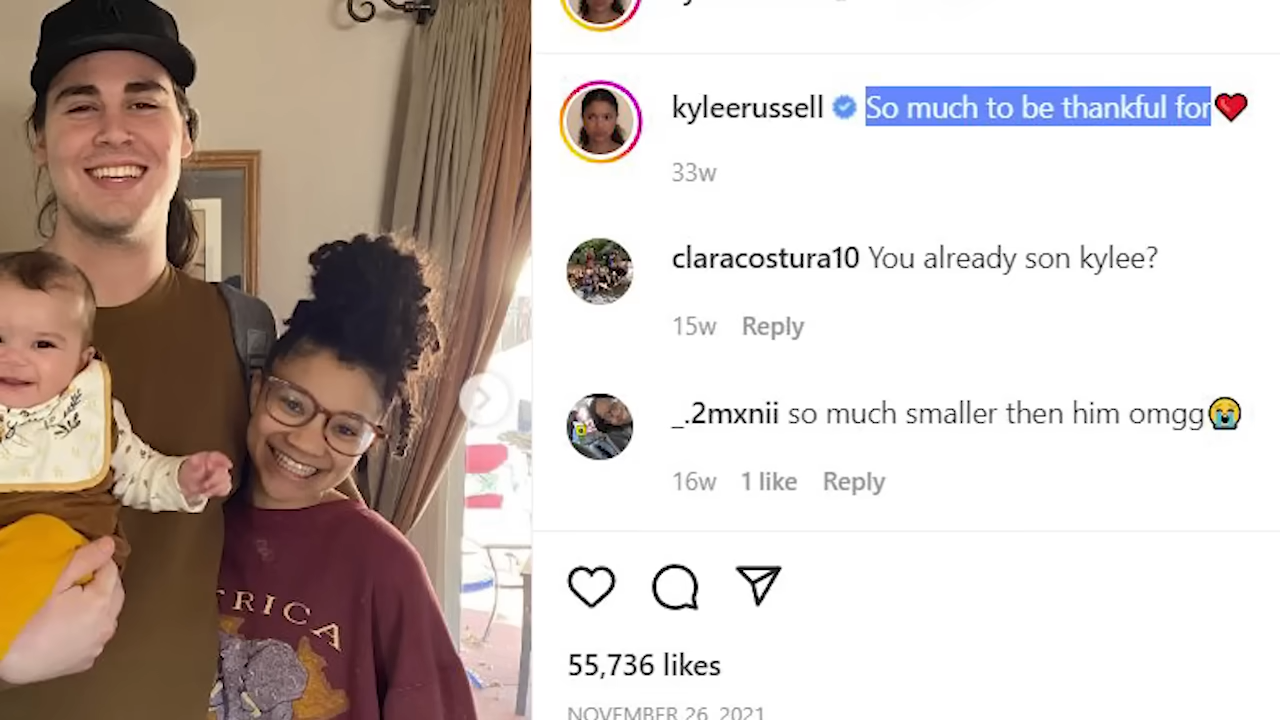 kyleerussell So much to be thankful for❤️
33w
claracostura10 You already son kylee?
15w Reply
_.2mxnii so much smaller then him omgg😭
16w 1 like Reply
55,736 likes
NOVEMBER 26, 2021
FRICA